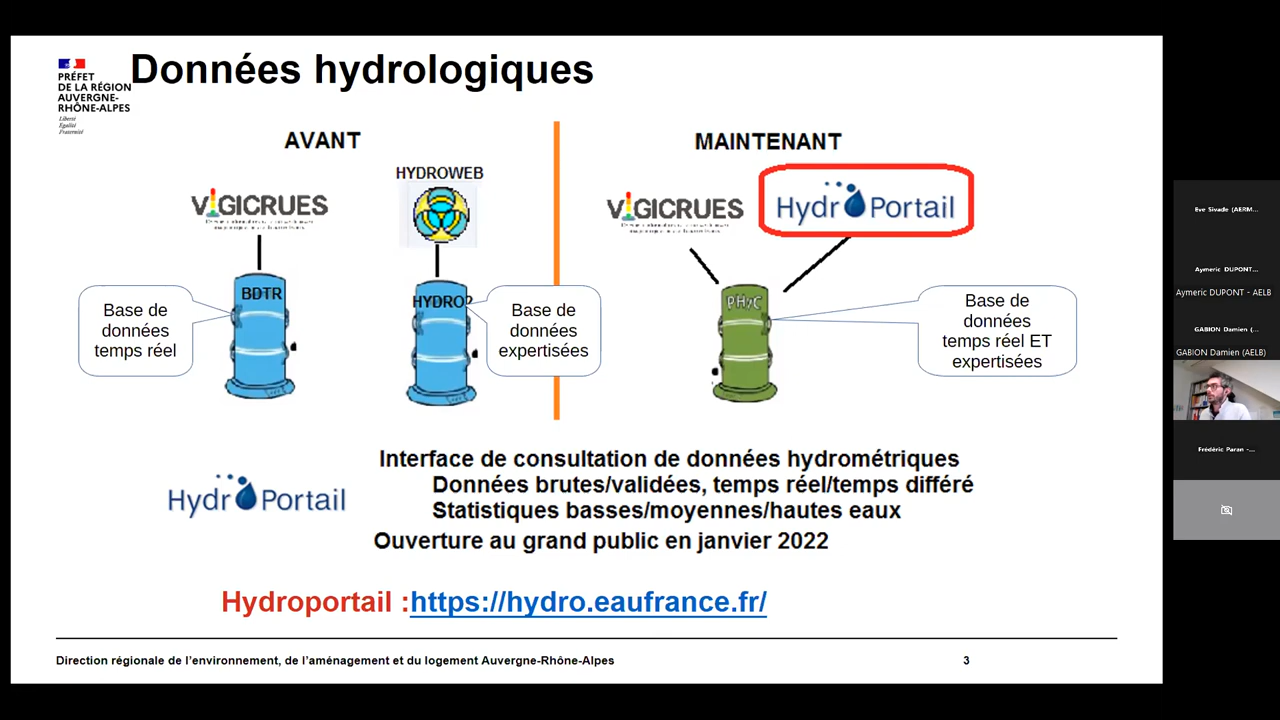 Données hydrologiques
PRÉFET
DE LA RÉGION
AUVERGNE-
RHÔNE-ALPES
Liberté
Égalité
Fraternité
AVANT
MAINTENANT
HYDROWEB
VIGICRUES
VIGICRUES
HydroPortail
BDTR
HYDRO2
PHyC
Base de
données
temps réel
Base de
données
expertisées
Base de
données
temps réel ET
expertisées
Interface de consultation de données hydrométriques
Données brutes/validées, temps réel/temps différé
Statistiques basses/moyennes/hautes eaux
Ouverture au grand public en janvier 2022
HydroPortail
Hydroportail :https://hydro.eaufrance.fr/
Direction régionale de l'environnement, de l'aménagement et du logement Auvergne-Rhône-Alpes
3
Eve Sivade (AERM...
Aymeric DUPONT...
Aymeric DUPONT - AELB
GABION Damien (...
GABION Damien (AELB)
Frédéric Paran -...